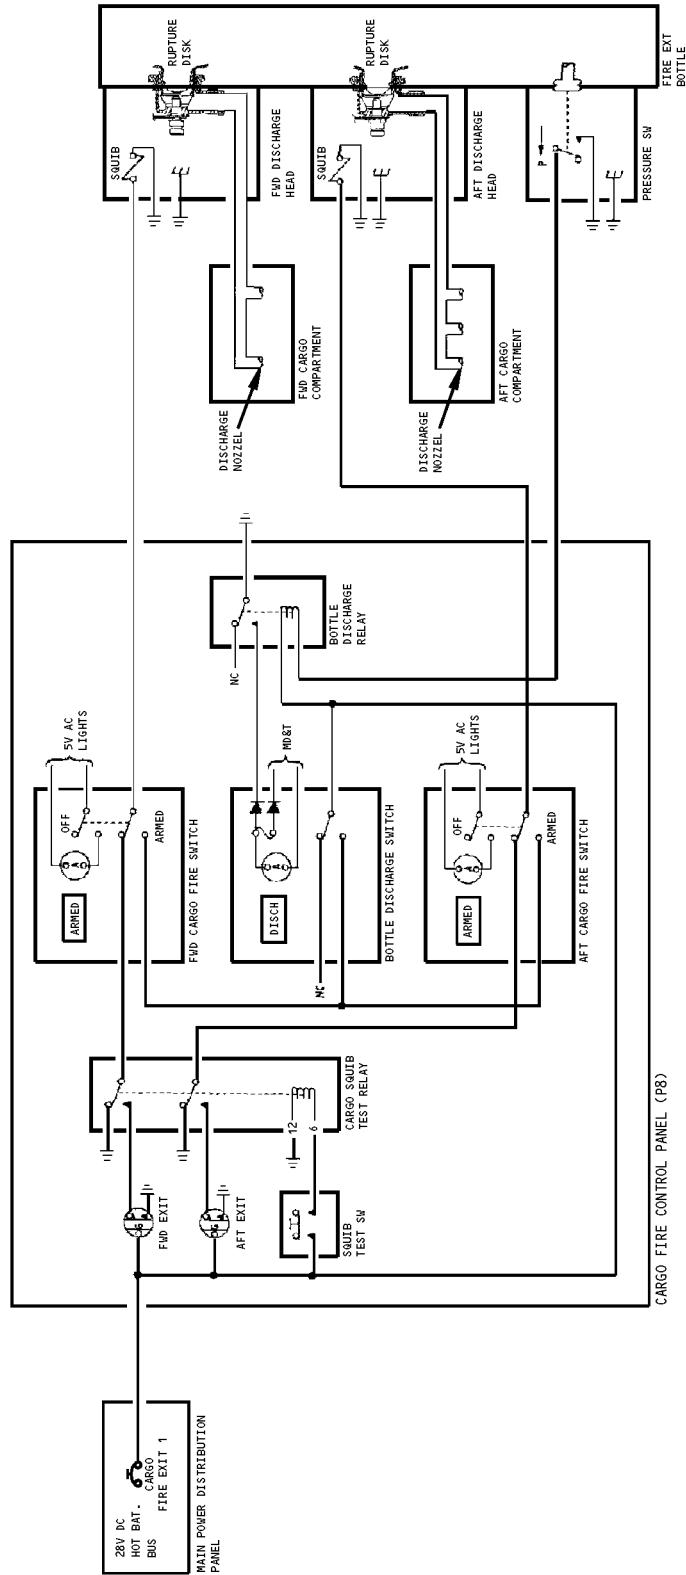 28V DC
HOT BAT.
BUS
CARGO
FIRE EXIT 1
MAIN POWER DISTRIBUTION
PANEL
FWD EXIT
AFT EXIT
SQUIB
TEST SW
12
6
CARGO SQUIB
TEST RELAY
CARGO FIRE CONTROL PANEL (P8)
ARMED
A
OFF
ARMED
5V AC
LIGHTS
FWD CARGO FIRE SWITCH
DISCH
A
NC
MD&T
BOTTLE DISCHARGE SWITCH
ARMED
A
OFF
ARMED
5V AC
LIGHTS
AFT CARGO FIRE SWITCH
NC
BOTTLE
DISCHARGE
RELAY
DISCHARGE
NOZZEL
FWD CARGO
COMPARTMENT
DISCHARGE
NOZZEL
AFT CARGO
COMPARTMENT
SQUIB
RUPTURE
DISK
FWD DISCHARGE
HEAD
SQUIB
RUPTURE
DISK
AFT DISCHARGE
HEAD
P
PRESSURE SW
FIRE EXT
BOTTLE